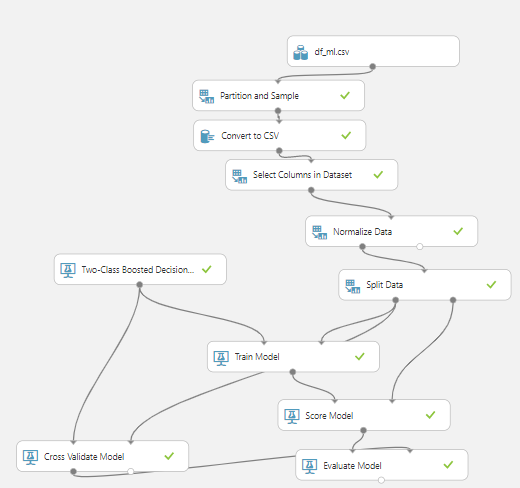 df_ml.csv
Partition and Sample
Convert to CSV
Select Columns in Dataset
Normalize Data
Two-Class Boosted Decision...
Split Data
Train Model
Score Model
Cross Validate Model
Evaluate Model